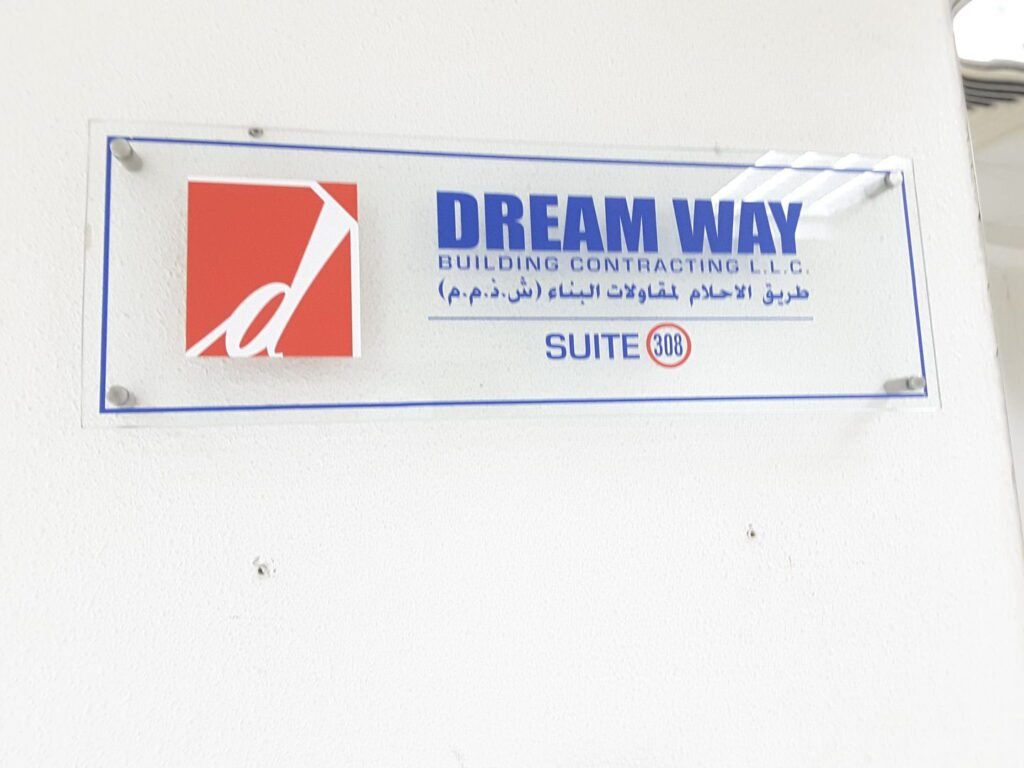 d
DREAM WAY
BUILDING CONTRACTING L.L.C.
طريق الاحلام لمقاولات البناء (ش.ذ.م.م)
SUITE 308